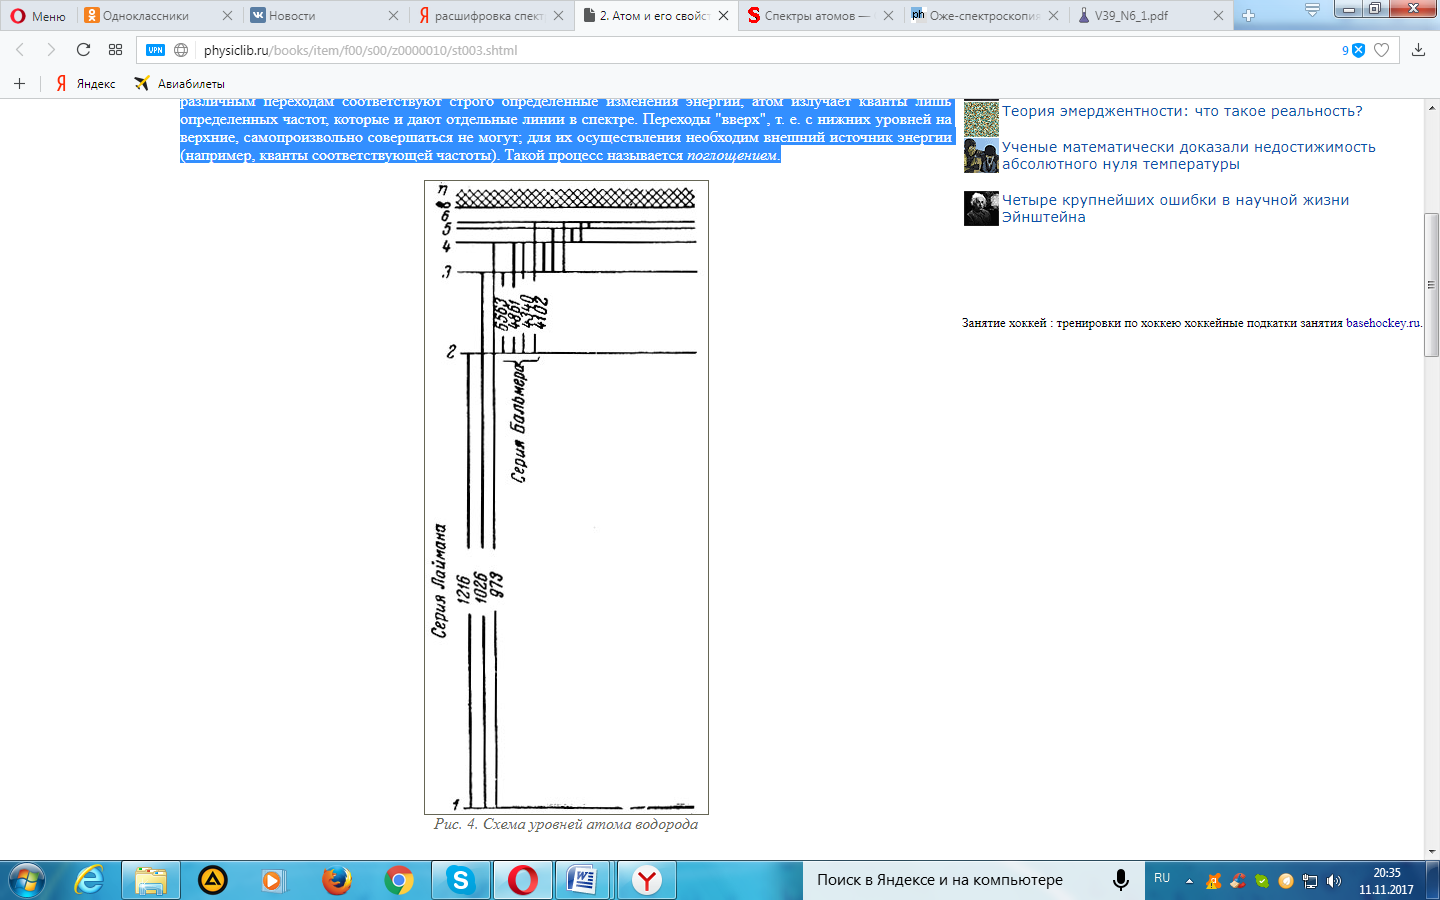 Меню
Одноклассники
Новости
расшифровка спект
2. Атом и его свойст
Спектры атомов —
Оже-спектроскопия
V39_N6_1.pdf
VPN
physiclib.ru/books/item/f00/s00/z0000010/st003.shtml
9
Яндекс
Авиабилеты
различным переходам соответствуют строго определенные изменения энергии, атом излучает кванты лишь
определенных частот, которые и дают отдельные линии в спектре. Переходы "вверх", т. е. с нижних уровней на
верхние, самопроизвольно совершаться не могут; для их осуществления необходим внешний источник энергии
(например, кванты соответствующей частоты). Такой процесс называется поглощением.
n
∞
6
5
4
3
6563
4861
4340
4102
2
Серия Бальмера
Серия Лаймана
1216
1026
973
1
Рис. 4. Схема уровней атома водорода
Теория эмерджентности: что такое реальность?
Ученые математически доказали недостижимость
абсолютного нуля температуры
Четыре крупнейших ошибки в научной жизни
Эйнштейна
Занятие хоккей : тренировки по хоккею хоккейные подкатки занятия basehockey.ru.
Поиск в Яндексе и на компьютере
RU
20:35
11.11.2017